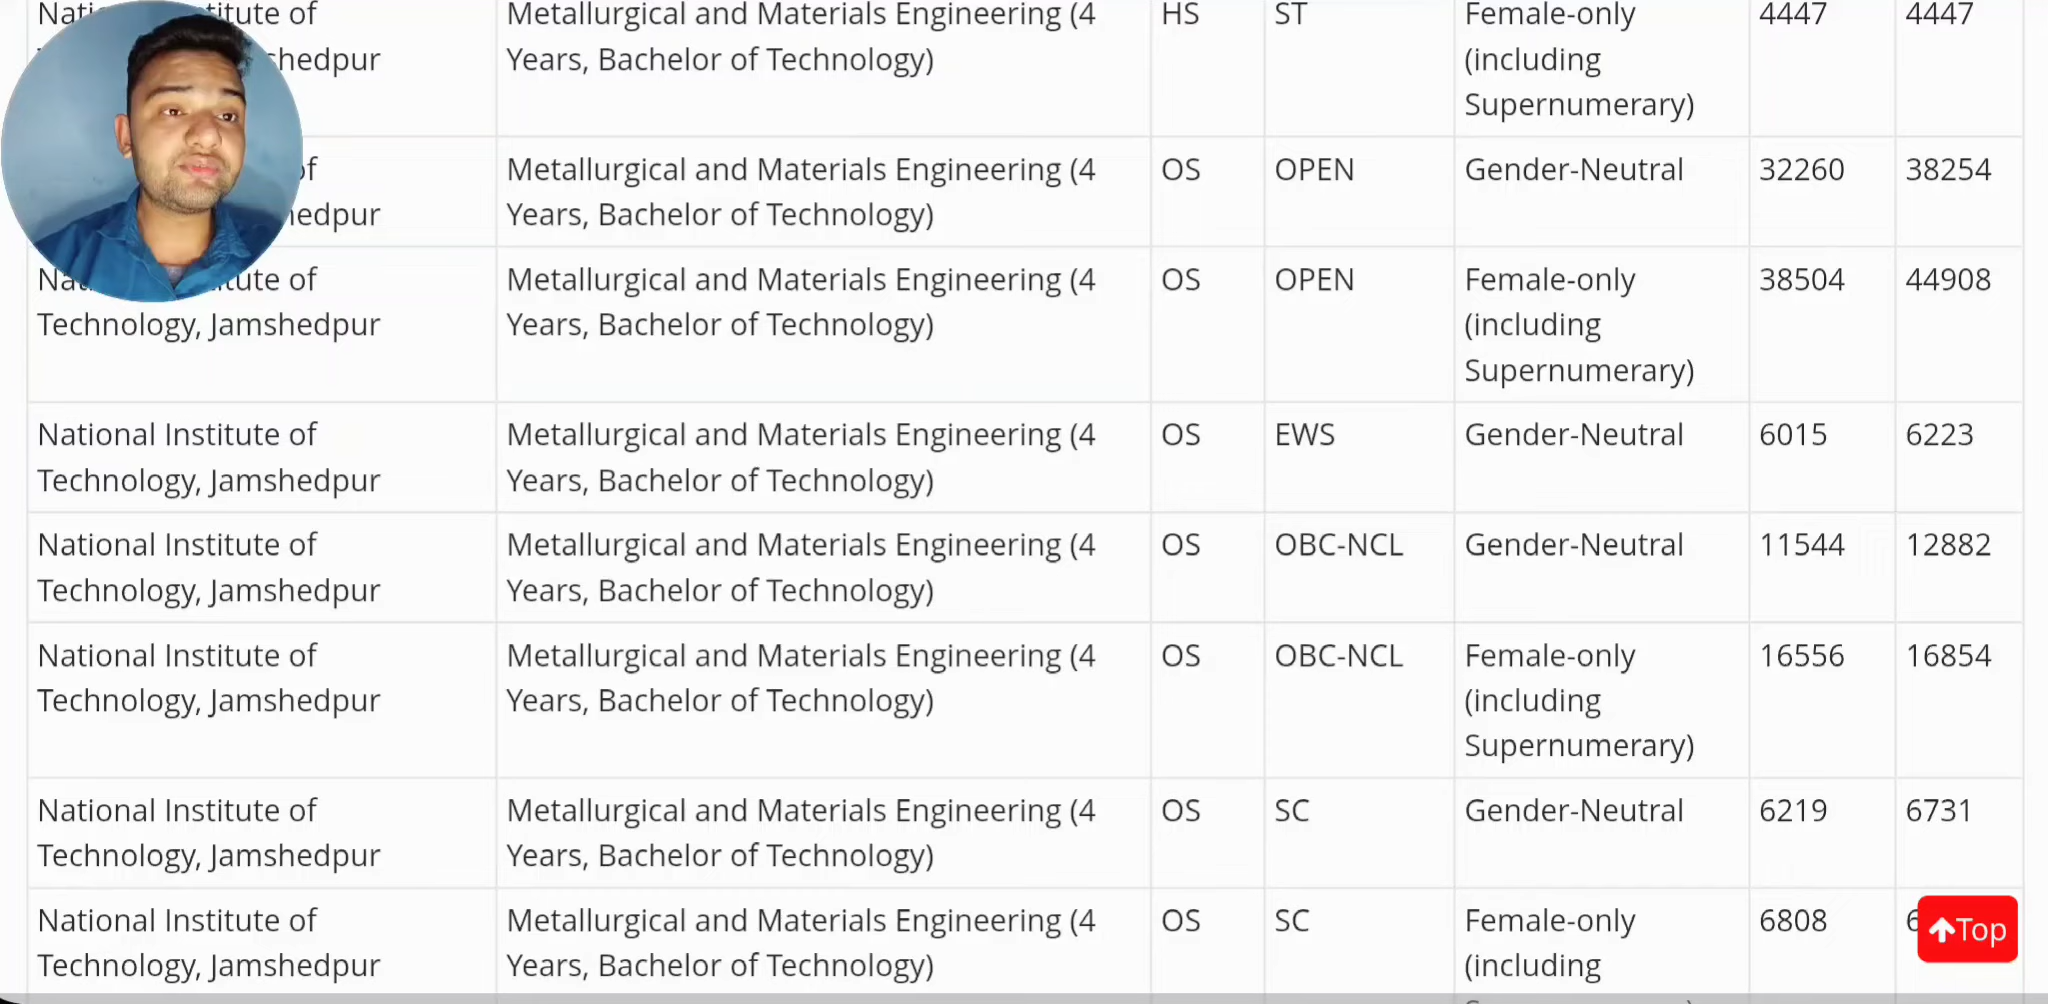 Metallurgical and Materials Engineering (4 HS ST Female-only 4447 4447
Years, Bachelor of Technology) (including
Supernumerary)
Metallurgical and Materials Engineering (4 OS OPEN Gender-Neutral 32260 38254
Years, Bachelor of Technology)
Metallurgical and Materials Engineering (4 OS OPEN Female-only 38504 44908
Technology, Jamshedpur Years, Bachelor of Technology) (including
Supernumerary)
National Institute of Metallurgical and Materials Engineering (4 OS EWS Gender-Neutral 6015 6223
Technology, Jamshedpur Years, Bachelor of Technology)
National Institute of Metallurgical and Materials Engineering (4 OS OBC-NCL Gender-Neutral 11544 12882
Technology, Jamshedpur Years, Bachelor of Technology)
National Institute of Metallurgical and Materials Engineering (4 OS OBC-NCL Female-only 16556 16854
Technology, Jamshedpur Years, Bachelor of Technology) (including
Supernumerary)
National Institute of Metallurgical and Materials Engineering (4 OS SC Gender-Neutral 6219 6731
Technology, Jamshedpur Years, Bachelor of Technology)
National Institute of Metallurgical and Materials Engineering (4 OS SC Female-only 6808
Top
Technology, Jamshedpur Years, Bachelor of Technology) (including